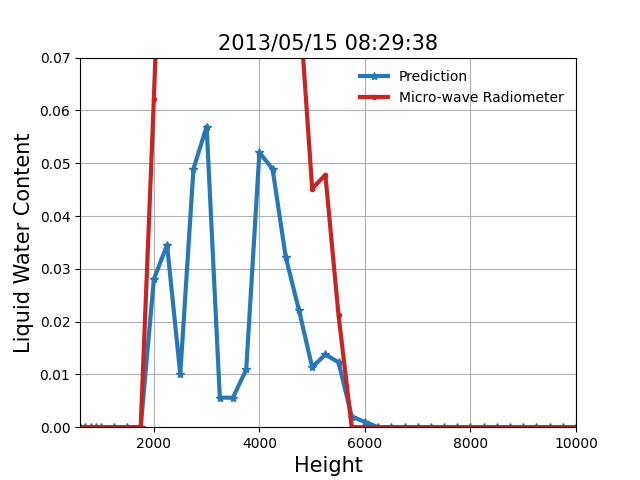 2013/05/15 08:29:38
0.07
0.06
0.05
0.04
0.03
0.02
0.01
0.00
Liquid Water Content
Prediction
Micro-wave Radiometer
2000 4000 6000 8000 10000
Height